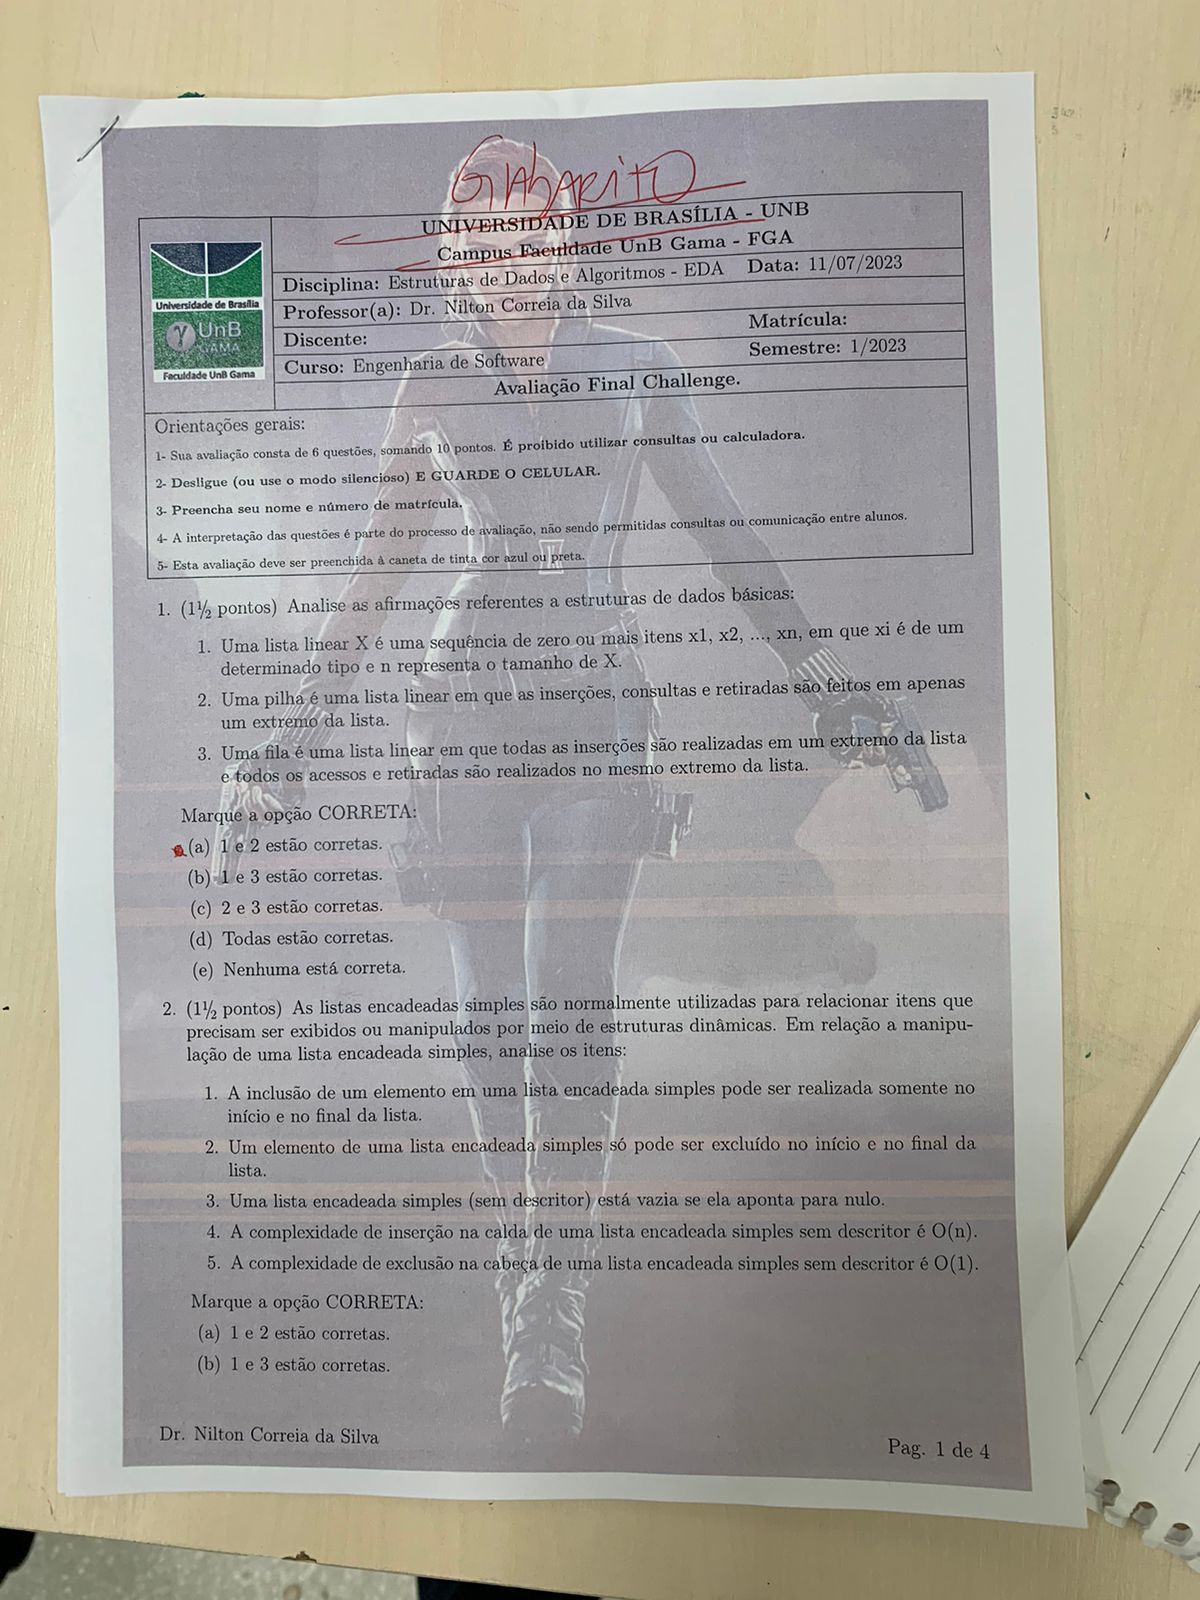 GABARITO
UNIVERSIDADE DE BRASÍLIA - UNB
Campus Faculdade UnB Gama - FGA
Universidade de Brasília
UnB
GAMA
Faculdade UnB Gama
Disciplina: Estruturas de Dados e Algoritmos - EDA Data: 11/07/2023
Professor(a): Dr. Nilton Correia da Silva
Discente: Matrícula:
Curso: Engenharia de Software Semestre: 1/2023
Avaliação Final Challenge.
Orientações gerais:
1- Sua avaliação consta de 6 questões, somando 10 pontos. É proibido utilizar consultas ou calculadora.
2- Desligue (ou use o modo silencioso) E GUARDE O CELULAR.
3- Preencha seu nome e número de matrícula.
4- A interpretação das questões é parte do processo de avaliação, não sendo permitidas consultas ou comunicação entre alunos.
5- Esta avaliação deve ser preenchida à caneta de tinta cor azul ou preta.
1. (1½ pontos) Analise as afirmações referentes a estruturas de dados básicas:
1. Uma lista linear X é uma sequência de zero ou mais itens x1, x2, ..., xn, em que xi é de um
determinado tipo e n representa o tamanho de X.
2. Uma pilha é uma lista linear em que as inserções, consultas e retiradas são feitos em apenas
um extremo da lista.
3. Uma fila é uma lista linear em que todas as inserções são realizadas em um extremo da lista
e todos os acessos e retiradas são realizados no mesmo extremo da lista.
Marque a opção CORRETA:
(a) 1 e 2 estão corretas.
(b) 1 e 3 estão corretas.
(c) 2 e 3 estão corretas.
(d) Todas estão corretas.
(e) Nenhuma está correta.
2. (1½ pontos) As listas encadeadas simples são normalmente utilizadas para relacionar itens que
precisam ser exibidos ou manipulados por meio de estruturas dinâmicas. Em relação a manipu-
lação de uma lista encadeada simples, analise os itens:
1. A inclusão de um elemento em uma lista encadeada simples pode ser realizada somente no
início e no final da lista.
2. Um elemento de uma lista encadeada simples só pode ser excluído no início e no final da
lista.
3. Uma lista encadeada simples (sem descritor) está vazia se ela aponta para nulo.
4. A complexidade de inserção na calda de uma lista encadeada simples sem descritor é O(n).
5. A complexidade de exclusão na cabeça de uma lista encadeada simples sem descritor é O(1).
Marque a opção CORRETA:
(a) 1 e 2 estão corretas.
(b) 1 e 3 estão corretas.
Dr. Nilton Correia da Silva
Pag. 1 de 4